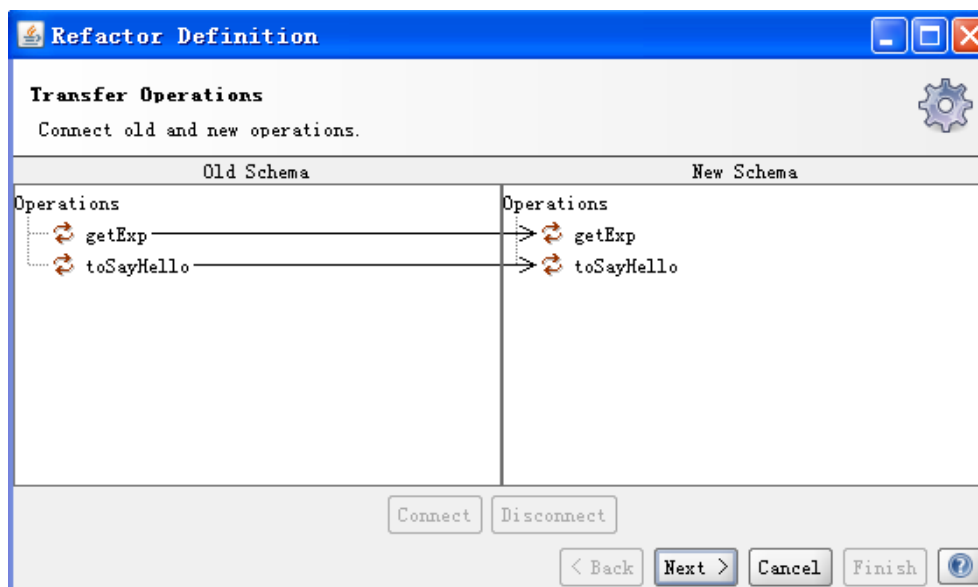 Refactor Definition
Transfer Operations
Connect old and new operations.
Old Schema New Schema
Operations Operations
getExp getExp
toSayHello toSayHello
Connect Disconnect
< Back Next > Cancel Finish ?